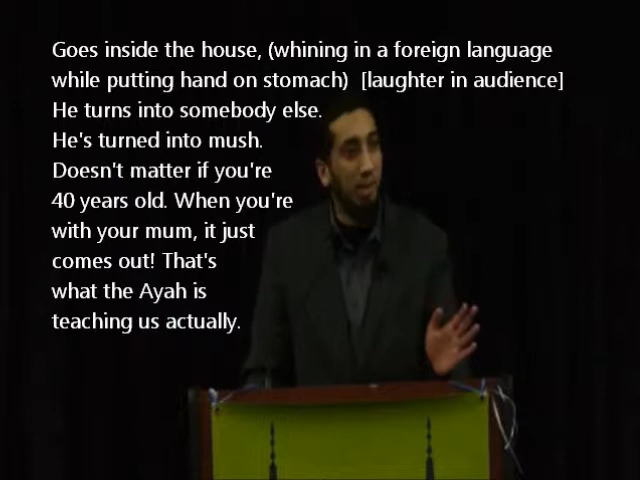 Goes inside the house, (whining in a foreign language
while putting hand on stomach)  [laughter in audience]
He turns into somebody else.
He's turned into mush.
Doesn't matter if you're
40 years old. When you're
with your mum, it just
comes out! That's
what the Ayah is
teaching us actually.